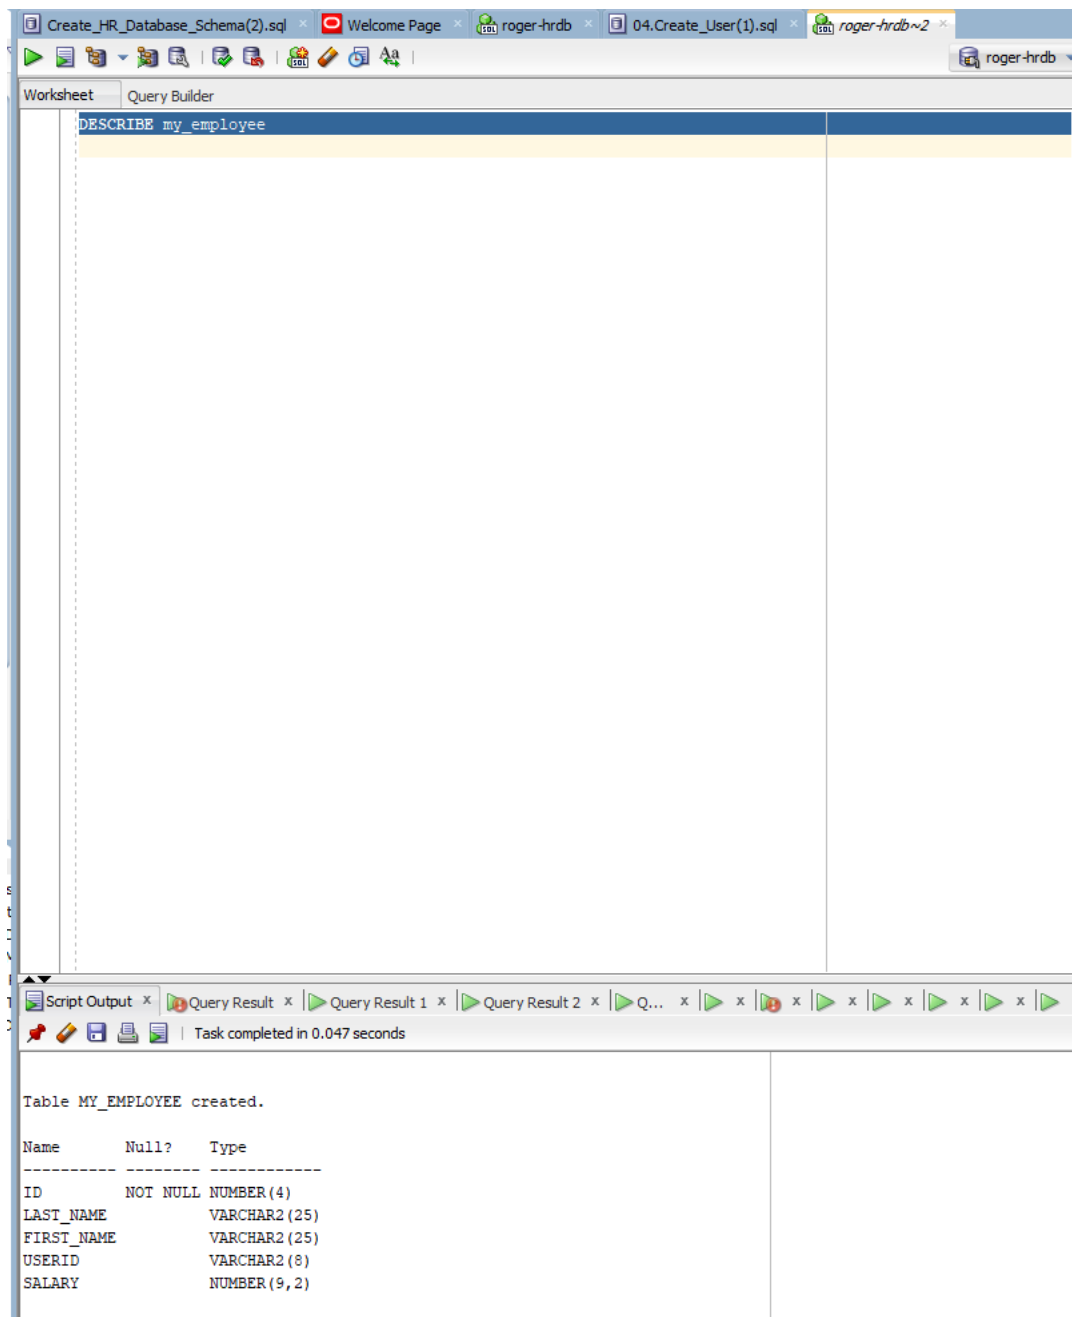 Create_HR_Database_Schema(2).sql Welcome Page roger-hrdb 04.Create_User(1).sql roger-hrdb~2
roger-hrdb
Worksheet Query Builder
DESCRIBE my_employee
Script Output x Query Result x Query Result 1 x Query Result 2 x Q... x x x x x x x
Task completed in 0.047 seconds
Table MY_EMPLOYEE created.
Name Null? Type
---------- -------- ------------
ID NOT NULL NUMBER(4)
LAST_NAME VARCHAR2(25)
FIRST_NAME VARCHAR2(25)
USERID VARCHAR2(8)
SALARY NUMBER(9,2)